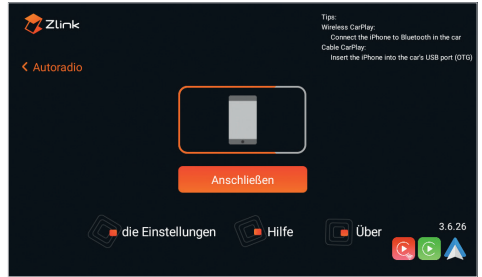 Zlink
Tips:
Wireless CarPlay:
Connect the iPhone to Bluetooth in the car
Cable CarPlay:
Insert the iPhone into the car's USB port (OTG)
Autoradio
Anschließen
die Einstellungen
Hilfe
Über
3.6.26